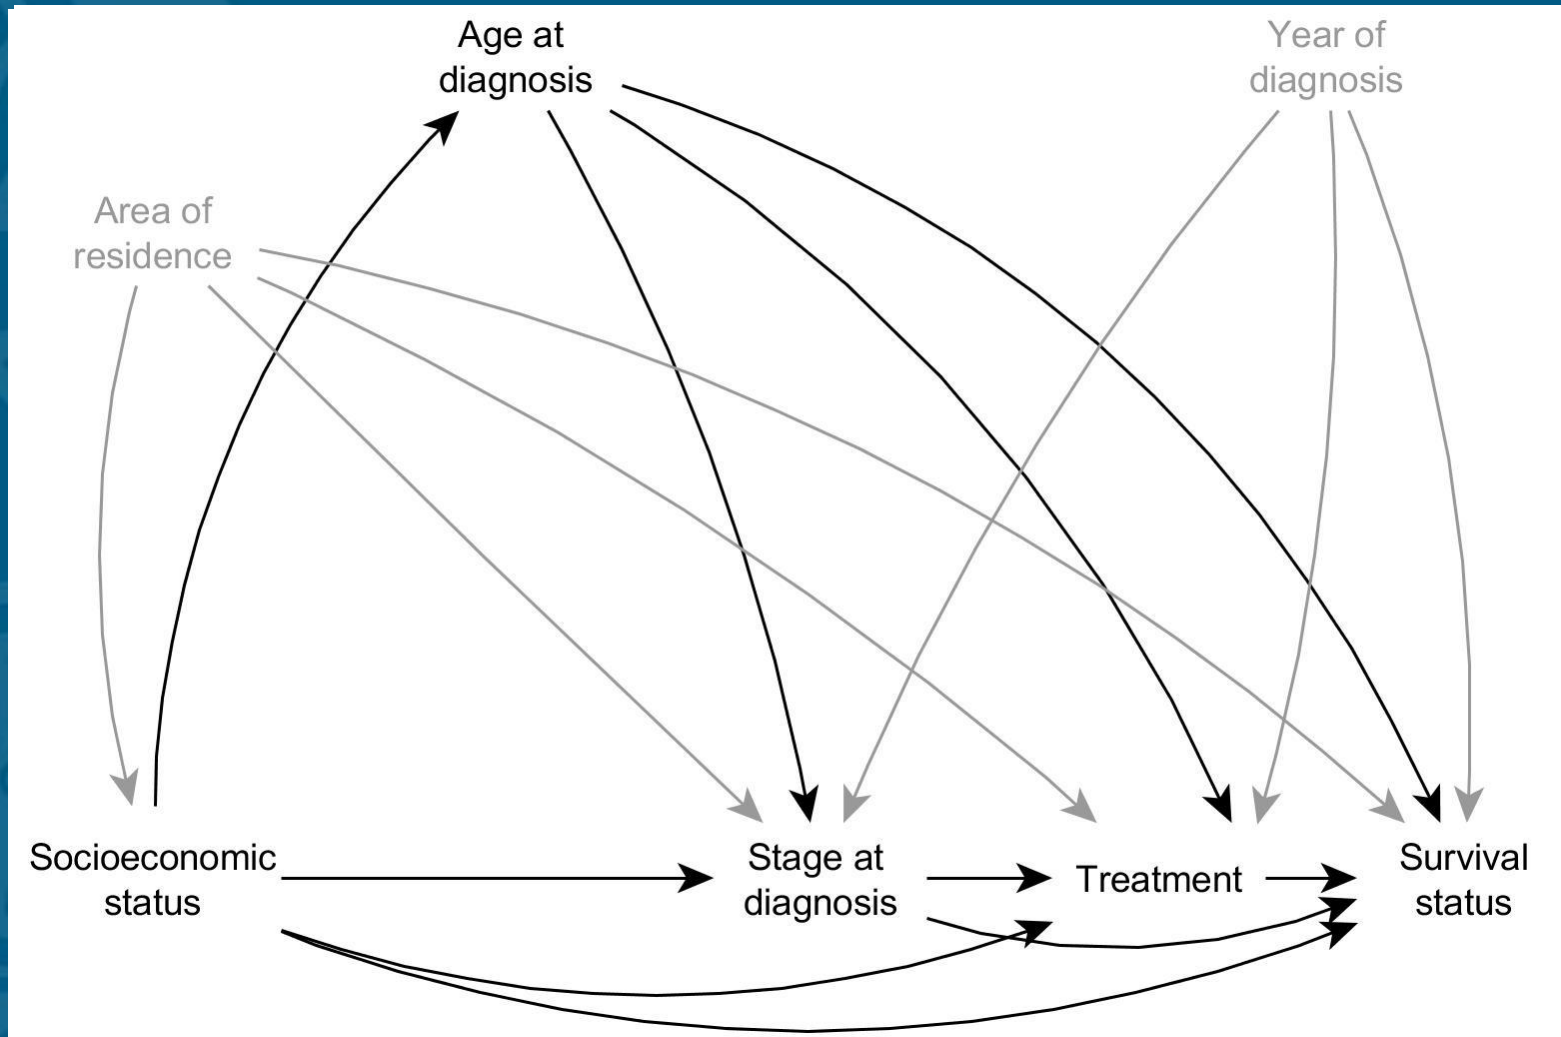 Age at
diagnosis
Year of
diagnosis
Area of
residence
Socioeconomic
status
Stage at
diagnosis
Treatment
Survival
status